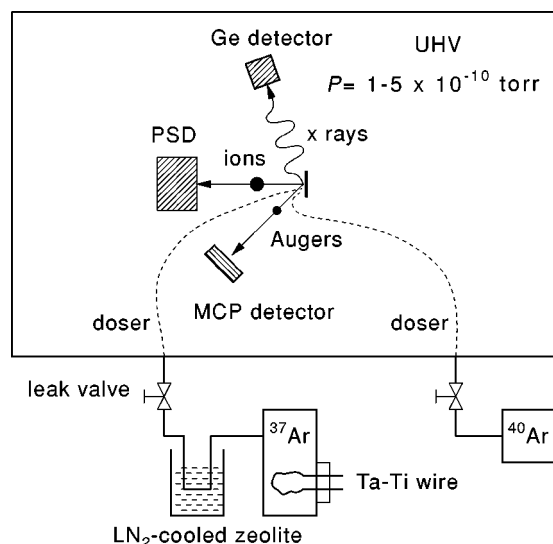 Ge detector
UHV
P= 1-5 x 10⁻¹⁰ torr
x rays
PSD
ions
Augers
MCP detector
doser
doser
leak valve
³⁷Ar
⁴⁰Ar
Ta-Ti wire
LN₂-cooled zeolite